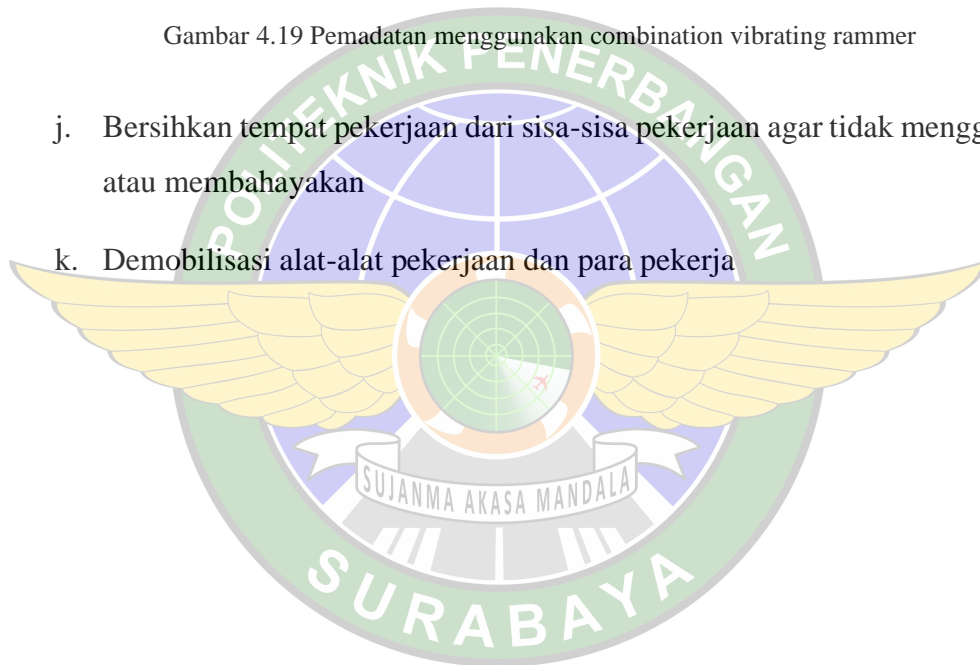 Gambar 4.19 Pemadatan menggunakan combination vibrating rammer
POLITEKNIK PENERBANGAN
j. Bersihkan tempat pekerjaan dari sisa-sisa pekerjaan agar tidak
atau membahayakan
k. Demobilisasi alat-alat pekerjaan dan para pekerja
SUJANMA AKASA MANDALA
SURABAYA